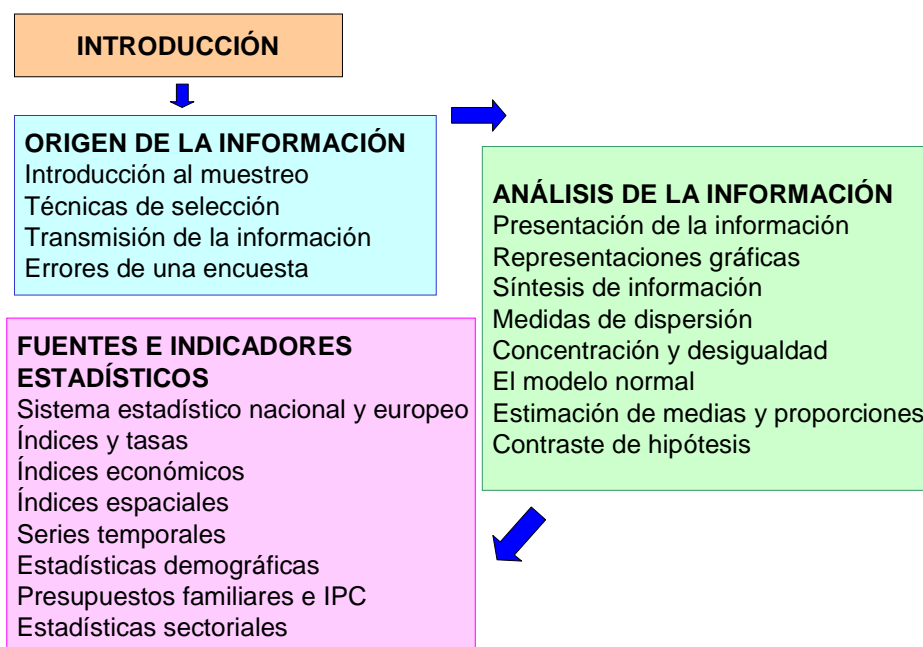 INTRODUCCIÓN
ORIGEN DE LA INFORMACIÓN
Introducción al muestreo
Técnicas de selección
Transmisión de la información
Errores de una encuesta
ANÁLISIS DE LA INFORMACIÓN
Presentación de la información
Representaciones gráficas
Síntesis de información
Medidas de dispersión
Concentración y desigualdad
El modelo normal
Estimación de medias y proporciones
Contraste de hipótesis
FUENTES E INDICADORES
ESTADÍSTICOS
Sistema estadístico nacional y europeo
Índices y tasas
Índices económicos
Índices espaciales
Series temporales
Estadísticas demográficas
Presupuestos familiares e IPC
Estadísticas sectoriales